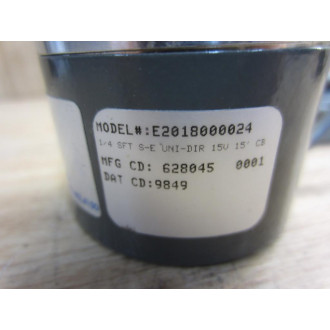 MODEL#:E2018000024
1/4 SFT S-E UNI-DIR 15V 15' CB
MFG CD: 628045 0001
DAT CD:9849